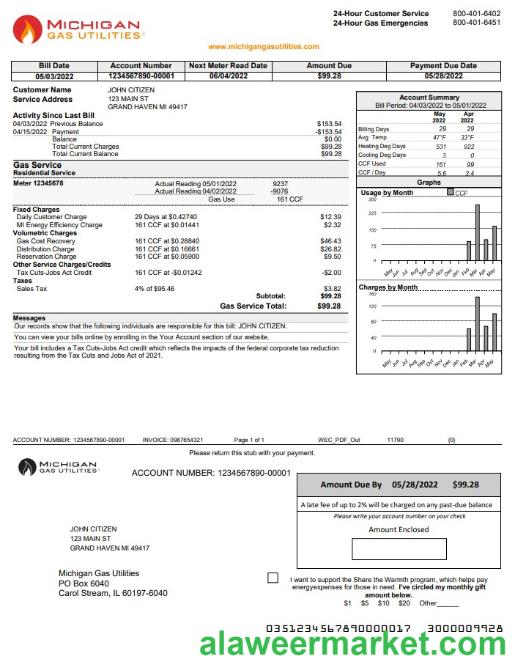 MICHIGAN
GAS UTILITIES®
24-Hour Customer Service 800-401-6402
24-Hour Gas Emergencies 800-401-6451
www.michigangasutilities.com
Bill Date Account Number Next Meter Read Date Amount Due Payment Due Date
05/03/2022 1234567890-00001 06/04/2022 $99.28 05/28/2022
Customer Name JOHN CITIZEN
Service Address 123 MAIN ST
GRAND HAVEN MI 49417
Activity Since Last Bill
04/03/2022 Previous Balance $153.54
04/15/2022 Payment -$153.54
Balance $0.00
Total Current Charges $99.28
Total Current Balance $99.28
Gas Service
Residential Service
Meter 12345678 Actual Reading 05/01/2022 9237
Actual Reading 04/02/2022 -9076
Gas Use 161 CCF
Fixed Charges
Daily Customer Charge 29 Days at $0.42740 $12.39
MI Energy Efficiency Charge 161 CCF at $0.01441 $2.32
Volumetric Charges
Gas Cost Recovery 161 CCF at $0.28840 $46.43
Distribution Charge 161 CCF at $0.16661 $26.82
Reservation Charge 161 CCF at $0.05900 $9.50
Other Service Charges/Credits
Tax Cuts-Jobs Act Credit 161 CCF at -$0.01242 -$2.00
Taxes
Sales Tax 4% of $95.46 $3.82
Subtotal: $99.28
Gas Service Total: $99.28
Messages
Our records show that the following individuals are responsible for this bill: JOHN CITIZEN.
You can view your bills online by enrolling in the Your Account section of our website.
Your bill includes a Tax Cuts-Jobs Act credit which reflects the impacts of the federal corporate tax reduction
resulting from the Tax Cuts and Jobs Act of 2021.
Account Summary
Bill Period: 04/03/2022 to 05/01/2022
May Apr
2022 2022
Billing Days 29 29
Avg. Temp 47°F 33°F
Heating Deg Days 531 922
Cooling Deg Days 3 0
CCF Used 161 99
CCF / Day 5.6 3.4
Graphs
Usage by Month CCF
300
225
150
75
0
May Jun Jul Aug Sep Oct Nov Dec Jan Feb Mar Apr May
Charges by Month
160
120
80
40
0
May Jun Jul Aug Sep Oct Nov Dec Jan Feb Mar Apr May
ACCOUNT NUMBER: 1234567890-00001 INVOICE: 0987654321 Page 1 of 1 WEC_PDF_Out 11790 (0)
Please return this stub with your payment.
MICHIGAN
GAS UTILITIES®
ACCOUNT NUMBER: 1234567890-00001
Amount Due By 05/28/2022 $99.28
A late fee of up to 2% will be charged on any past-due balance
Please write your account number on your check
Amount Enclosed
JOHN CITIZEN
123 MAIN ST
GRAND HAVEN MI 49417
Michigan Gas Utilities
PO Box 6040
Carol Stream, IL 60197-6040
I want to support the Share the Warmth program, which helps pay
energyexpenses for those in need. I've circled my monthly gift
amount below.
$1 $5 $10 $20 Other_____
0351234567890000017 3000009928
alaweermarket.com